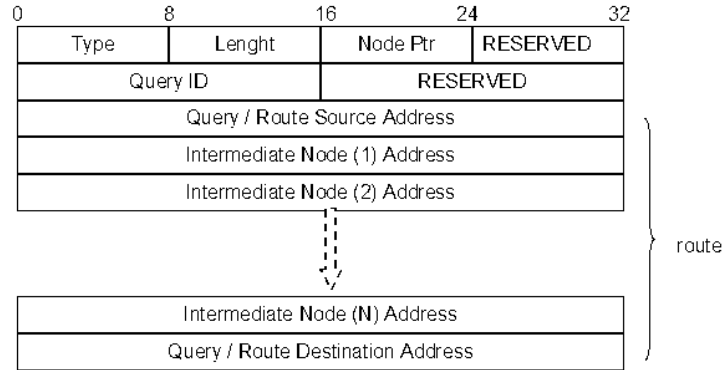 0 8 16 24 32
Type Lenght Node Ptr RESERVED
Query ID RESERVED
Query / Route Source Address
Intermediate Node (1) Address
Intermediate Node (2) Address
route
Intermediate Node (N) Address
Query / Route Destination Address